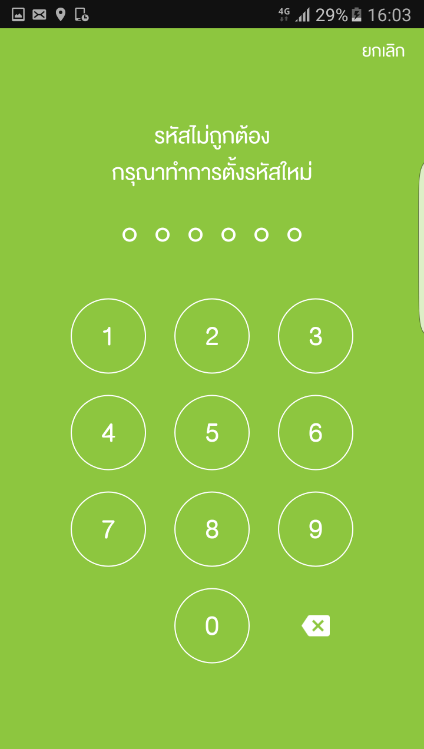 4G 29% 16:03
ยกเลิก
รหัสไม่ถูกต้อง
กรุณาทำการตั้งรหัสใหม่
1 2 3
4 5 6
7 8 9
0